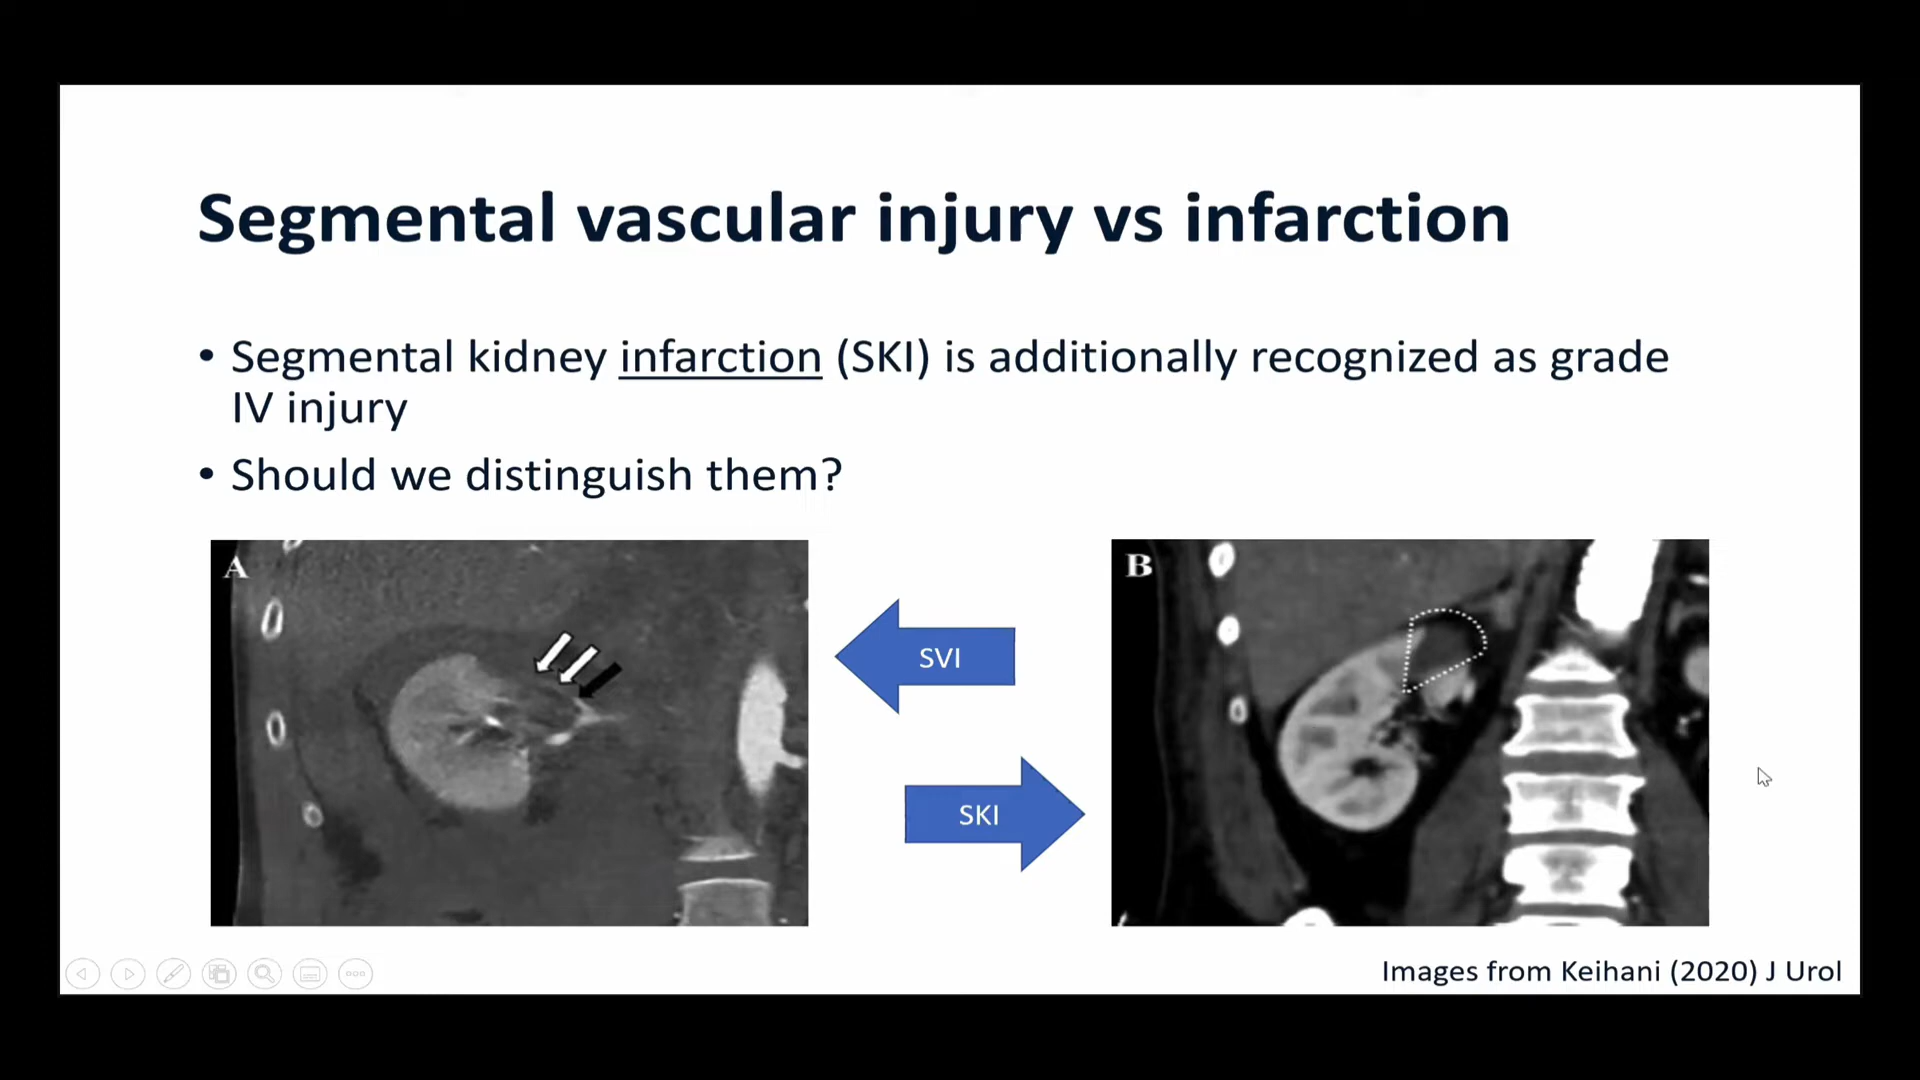 Segmental vascular injury vs infarction
• Segmental kidney infarction (SKI) is additionally recognized as grade
IV injury
• Should we distinguish them?
A
B
SVI
SKI
Images from Keihani (2020) J Urol